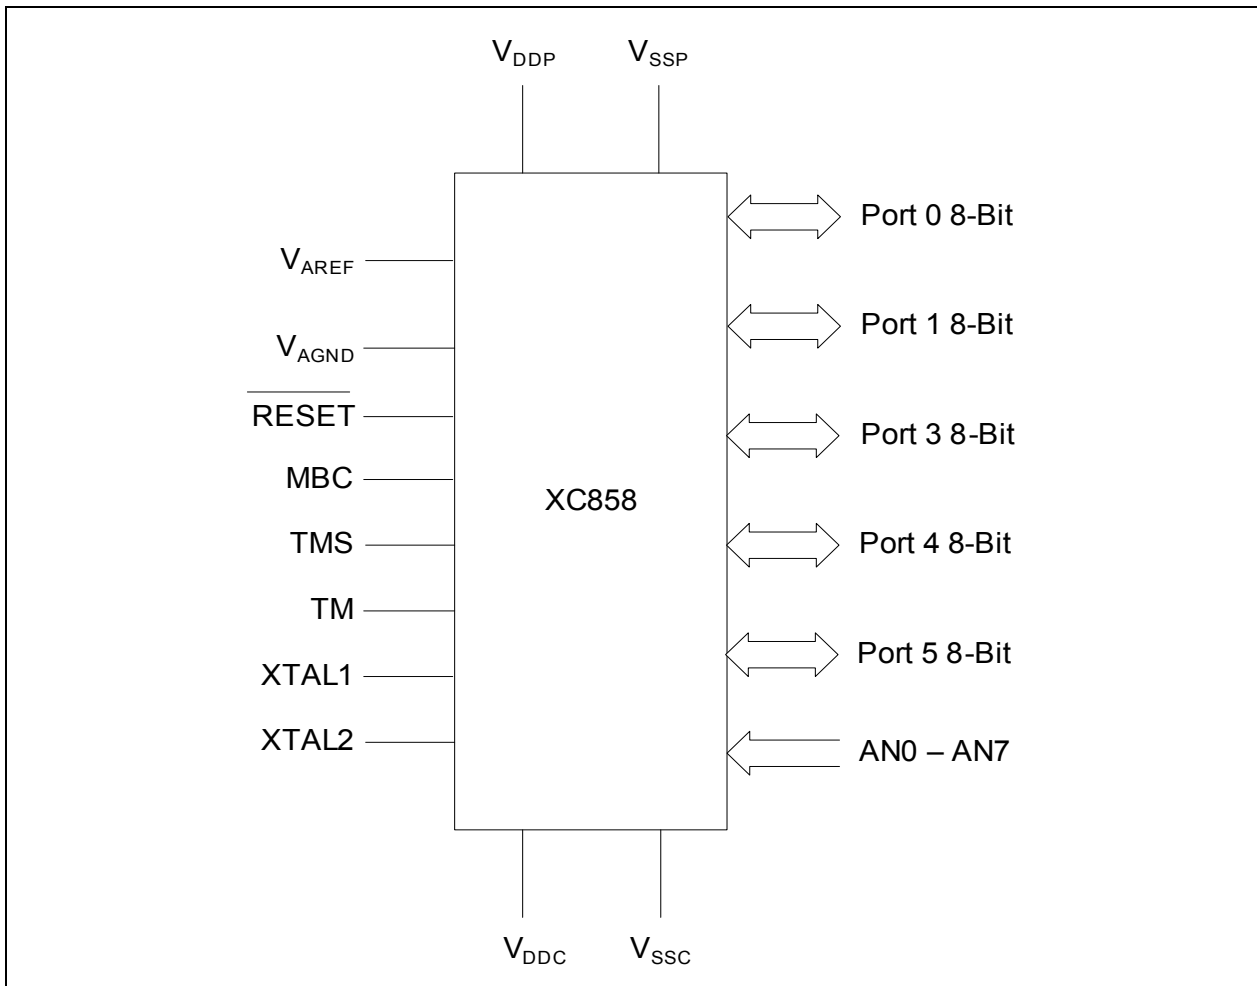 VDDP
VSSP
Port 0 8-Bit
VAREF
Port 1 8-Bit
VAGND
RESET
Port 3 8-Bit
MBC
XC858
TMS
Port 4 8-Bit
TM
Port 5 8-Bit
XTAL1
XTAL2
AN0 – AN7
VDDC
VSSC